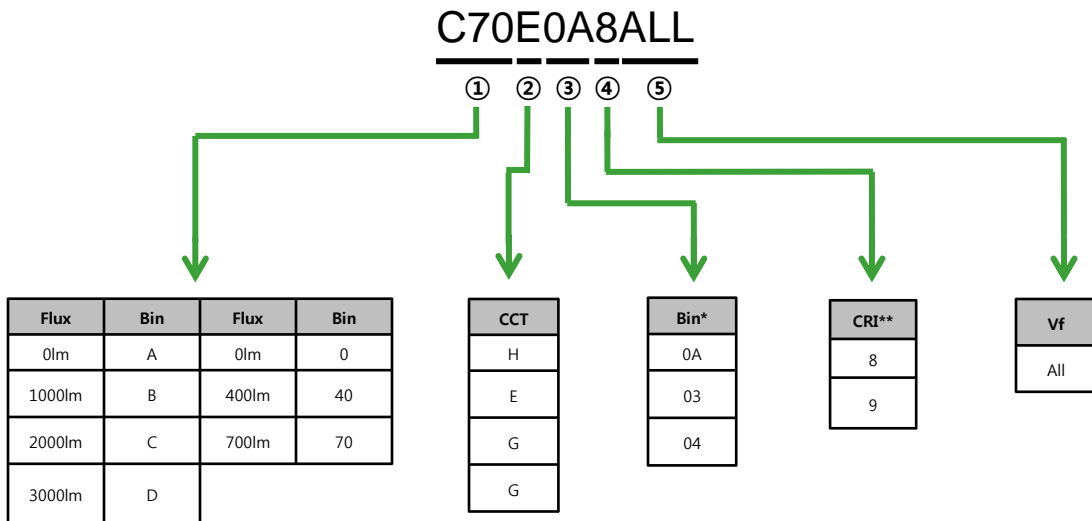 C70E0A8ALL
① ② ③ ④ ⑤
Flux Bin Flux Bin
0lm A 0lm 0
1000lm B 400lm 40
2000lm C 700lm 70
3000lm D
CCT
H
E
G
G
Bin*
0A
03
04
CRI**
8
9
Vf
All